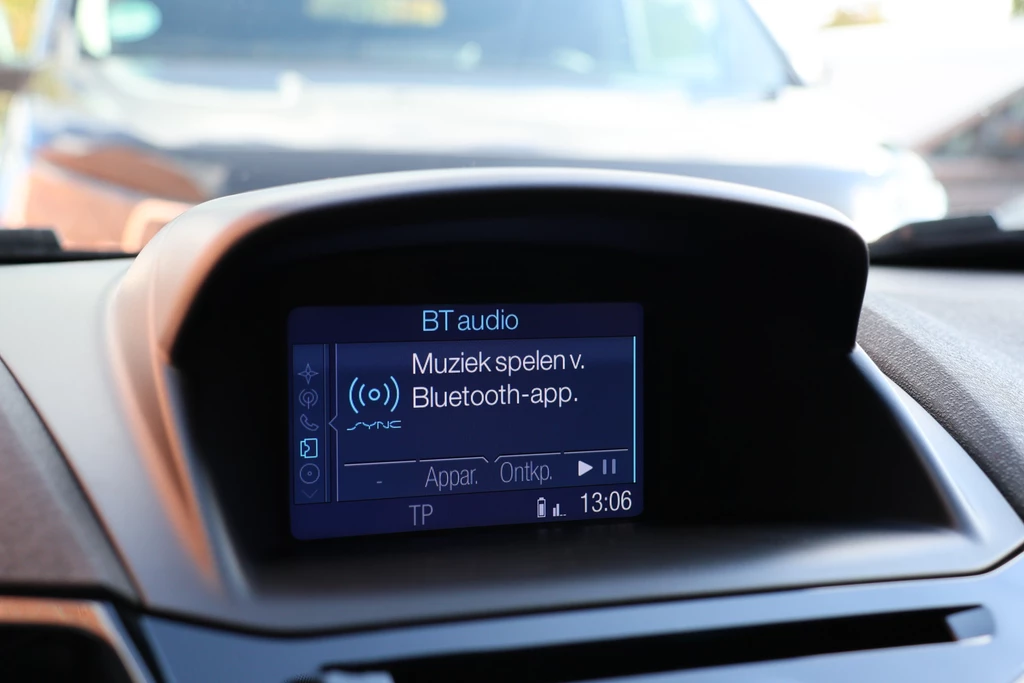 BT audio
Muziek spelen v.
Bluetooth-app.
SYNC
- Appar. Ontkp.
TP 13:06